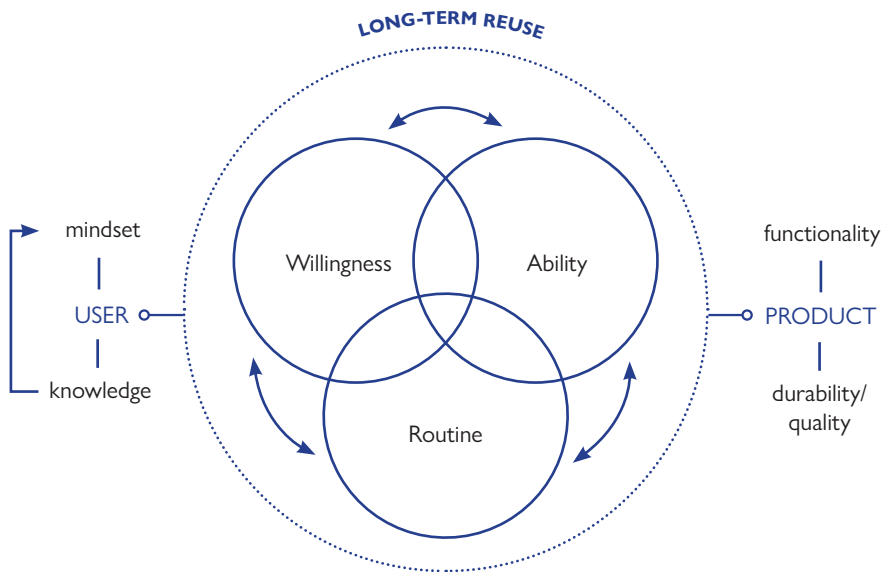 LONG-TERM REUSE
mindset
USER
knowledge
Willingness
Ability
Routine
functionality
PRODUCT
durability/
quality